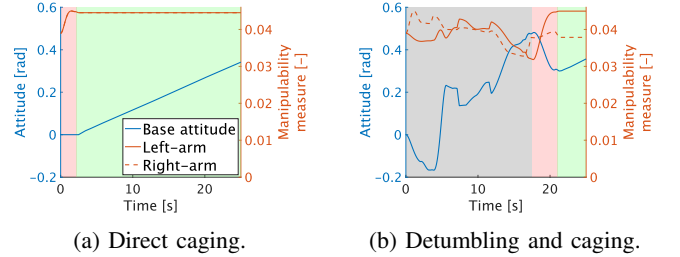 0.6
0.4
0.2
0
−0.2
Attitude [rad]
0 10 20
Time [s]
0.04
0.03
0.02
0.01
0
Manipulability
measure [-]
Base attitude
Left-arm
Right-arm
(a) Direct caging.
0.6
0.4
0.2
0
−0.2
Attitude [rad]
0 10 20
Time [s]
0.04
0.03
0.02
0.01
0
Manipulability
measure [-]
(b) Detumbling and caging.